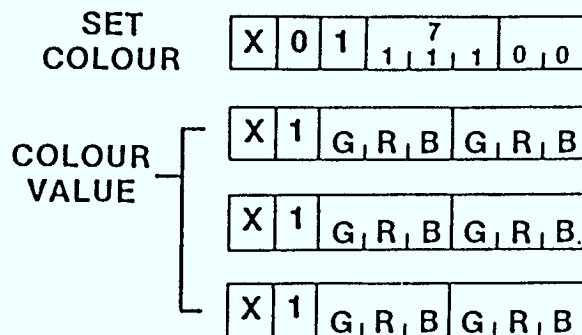 SET
COLOUR
X 0 1 7
1 1 1 0 0
COLOUR
VALUE
X 1 G R B G R B
X 1 G R B G R B
X 1 G R B G R B